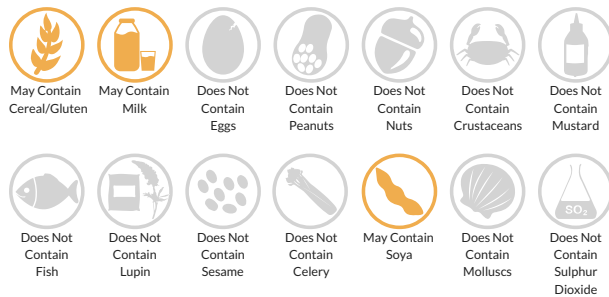 May Contain
Cereal/Gluten
May Contain
Milk
Does Not
Contain
Eggs
Does Not
Contain
Peanuts
Does Not
Contain
Nuts
Does Not
Contain
Crustaceans
Does Not
Contain
Mustard
Does Not
Contain
Fish
Does Not
Contain
Lupin
Does Not
Contain
Sesame
Does Not
Contain
Celery
May Contain
Soya
Does Not
Contain
Molluscs
SO₂
Does Not
Contain
Sulphur
Dioxide